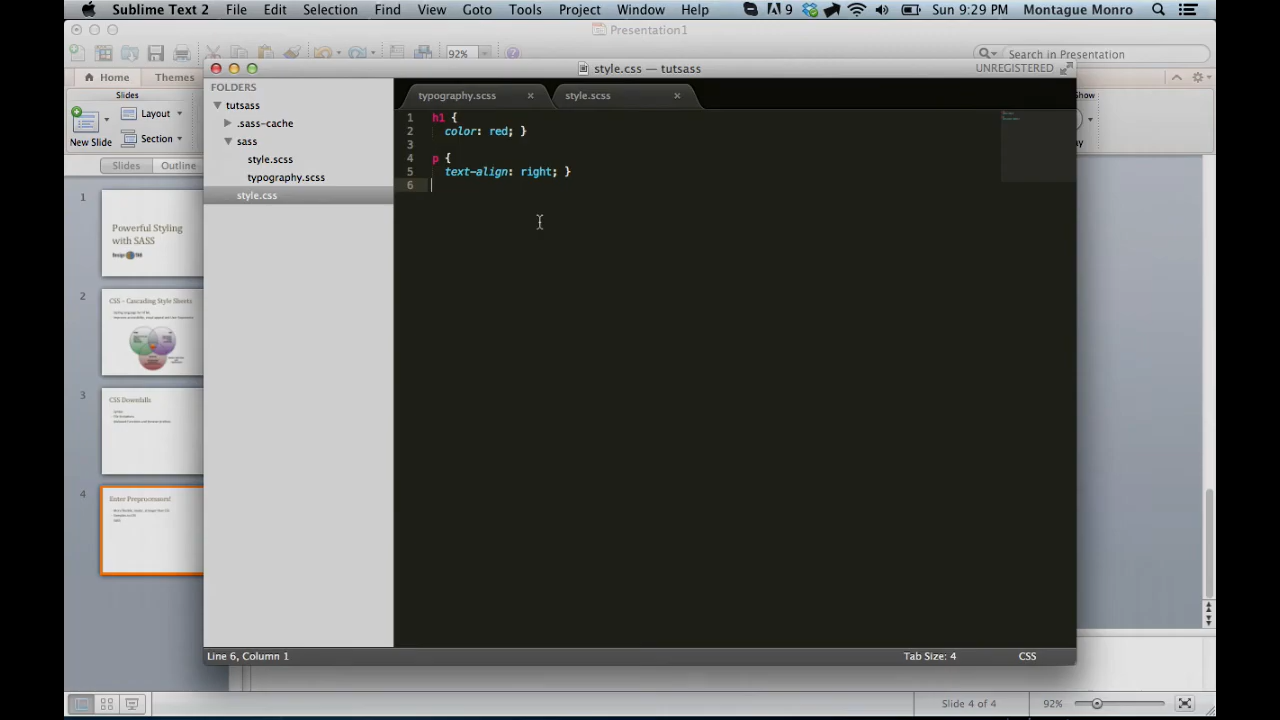 Sublime Text 2 File Edit Selection Find View Goto Tools Project Window Help 9 Sun 9:29 PM Montague Monro
Presentation1
92% Search in Presentation
Home Themes
Slides
New Slide
Layout
Section
Slides Outline
1
Powerful Styling
with SASS
2
CSS - Cascading Style Sheets
3
CSS Downfalls
4
Enter Preprocessors!
style.css — tutsass
UNREGISTERED
FOLDERS
tutsass
.sass-cache
sass
style.scss
typography.scss
style.css
typography.scss × style.css ×
1 h1 {
2 color: red; }
3
4 p {
5 text-align: right; }
6
Line 6, Column 1 Tab Size: 4 CSS
Slide 4 of 4 92%